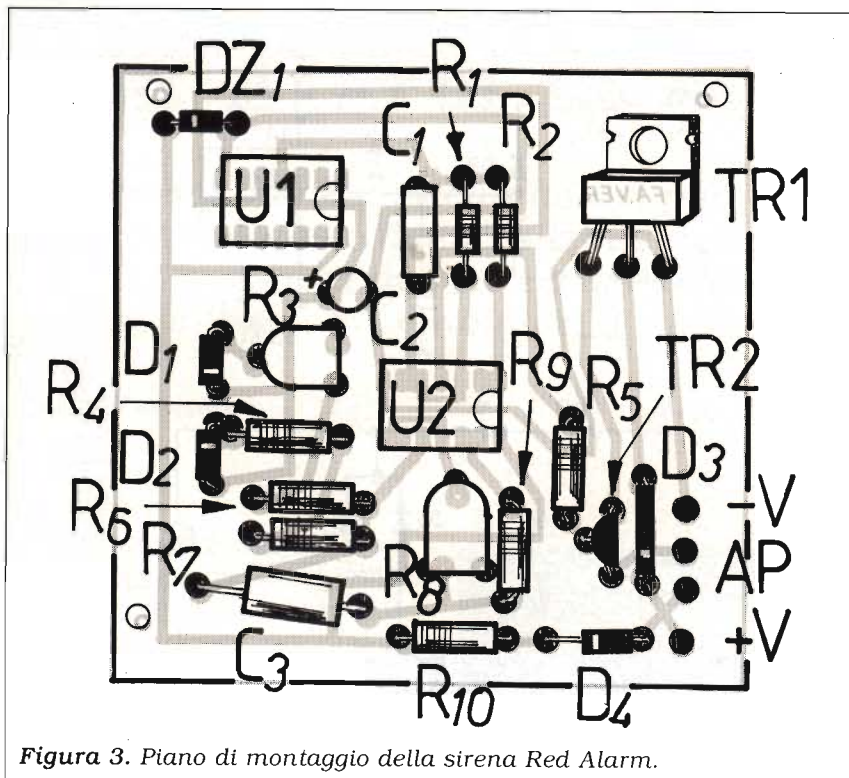 DZ1
R1
C1
R2
U1
FA.VER
TR1
+
R3
C2
D1
R9
TR2
R4
U2
R5
D2
D3
-V
R6
AP
R7
R8
+V
C3
R10
D4
Figura 3. Piano di montaggio della sirena Red Alarm.